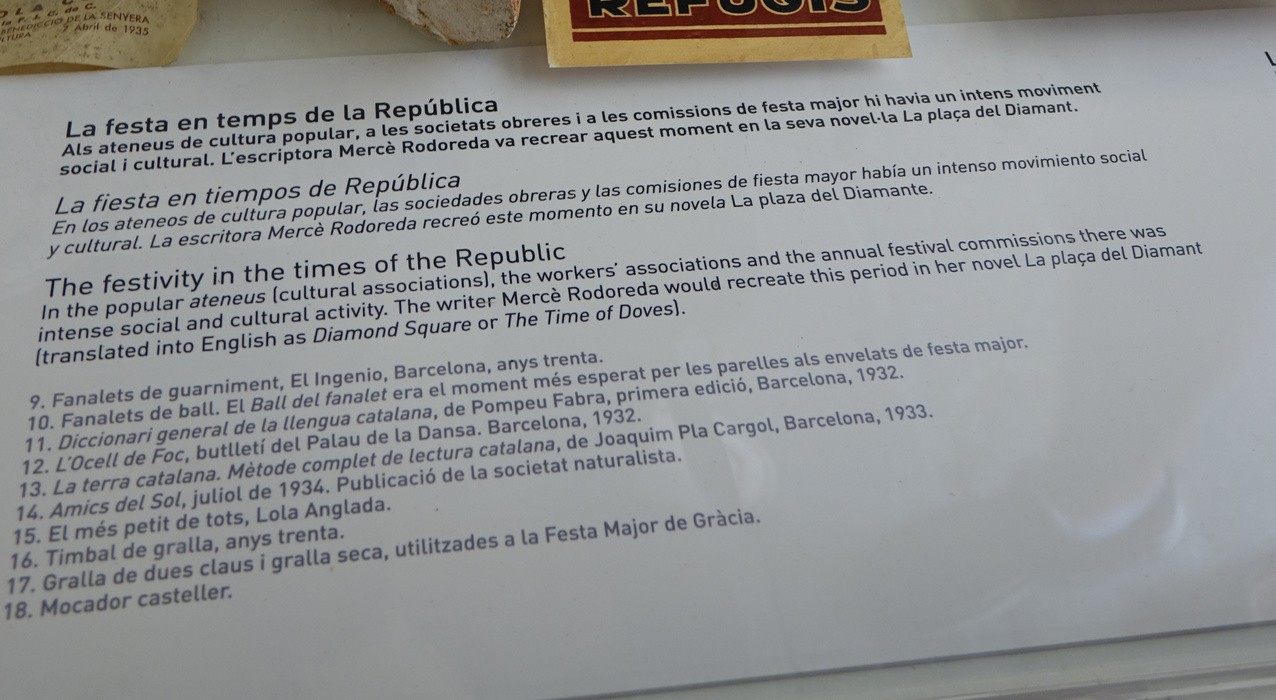 BENEDICCIÓ DE LA SENYERA
7 Abril de 1935
REFUGIS
La festa en temps de la República
Als ateneus de cultura popular, a les societats obreres i a les comissions de festa major hi havia un intens moviment
social i cultural. L'escriptora Mercè Rodoreda va recrear aquest moment en la seva novel·la La plaça del Diamant.
La fiesta en tiempos de República
En los ateneos de cultura popular, las sociedades obreras y las comisiones de fiesta mayor había un intenso movimiento social
y cultural. La escritora Mercè Rodoreda recreó este momento en su novela La plaza del Diamante.
The festivity in the times of the Republic
In the popular ateneus (cultural associations), the workers' associations and the annual festival commissions there was
intense social and cultural activity. The writer Mercè Rodoreda would recreate this period in her novel La plaça del Diamant
(translated into English as Diamond Square or The Time of Doves).
9. Fanalets de guarniment, El Ingenio, Barcelona, anys trenta.
10. Fanalets de ball. El Ball del fanalet era el moment més esperat per les parelles als envelats de festa major.
11. Diccionari general de la llengua catalana, de Pompeu Fabra, primera edició, Barcelona, 1932.
12. L'Ocell de Foc, butlletí del Palau de la Dansa. Barcelona, 1932.
13. La terra catalana. Mètode complet de lectura catalana, de Joaquim Pla Cargol, Barcelona, 1933.
14. Amics del Sol, juliol de 1934. Publicació de la societat naturalista.
15. El més petit de tots, Lola Anglada.
16. Timbal de gralla, anys trenta.
17. Gralla de dues claus i gralla seca, utilitzades a la Festa Major de Gràcia.
18. Mocador casteller.